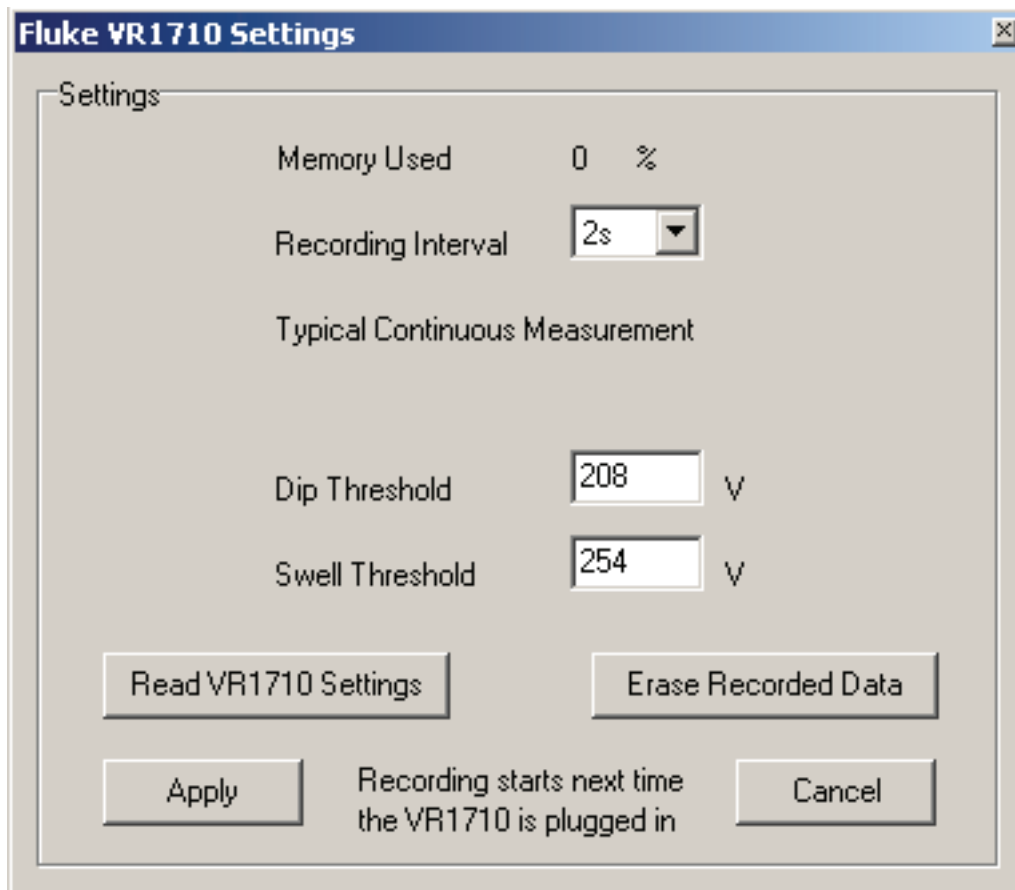 Fluke VR1710 Settings
Settings
Memory Used 0 %
Recording Interval 2s
Typical Continuous Measurement
Dip Threshold 208 V
Swell Threshold 254 V
Read VR1710 Settings Erase Recorded Data
Apply Recording starts next time Cancel
the VR1710 is plugged in